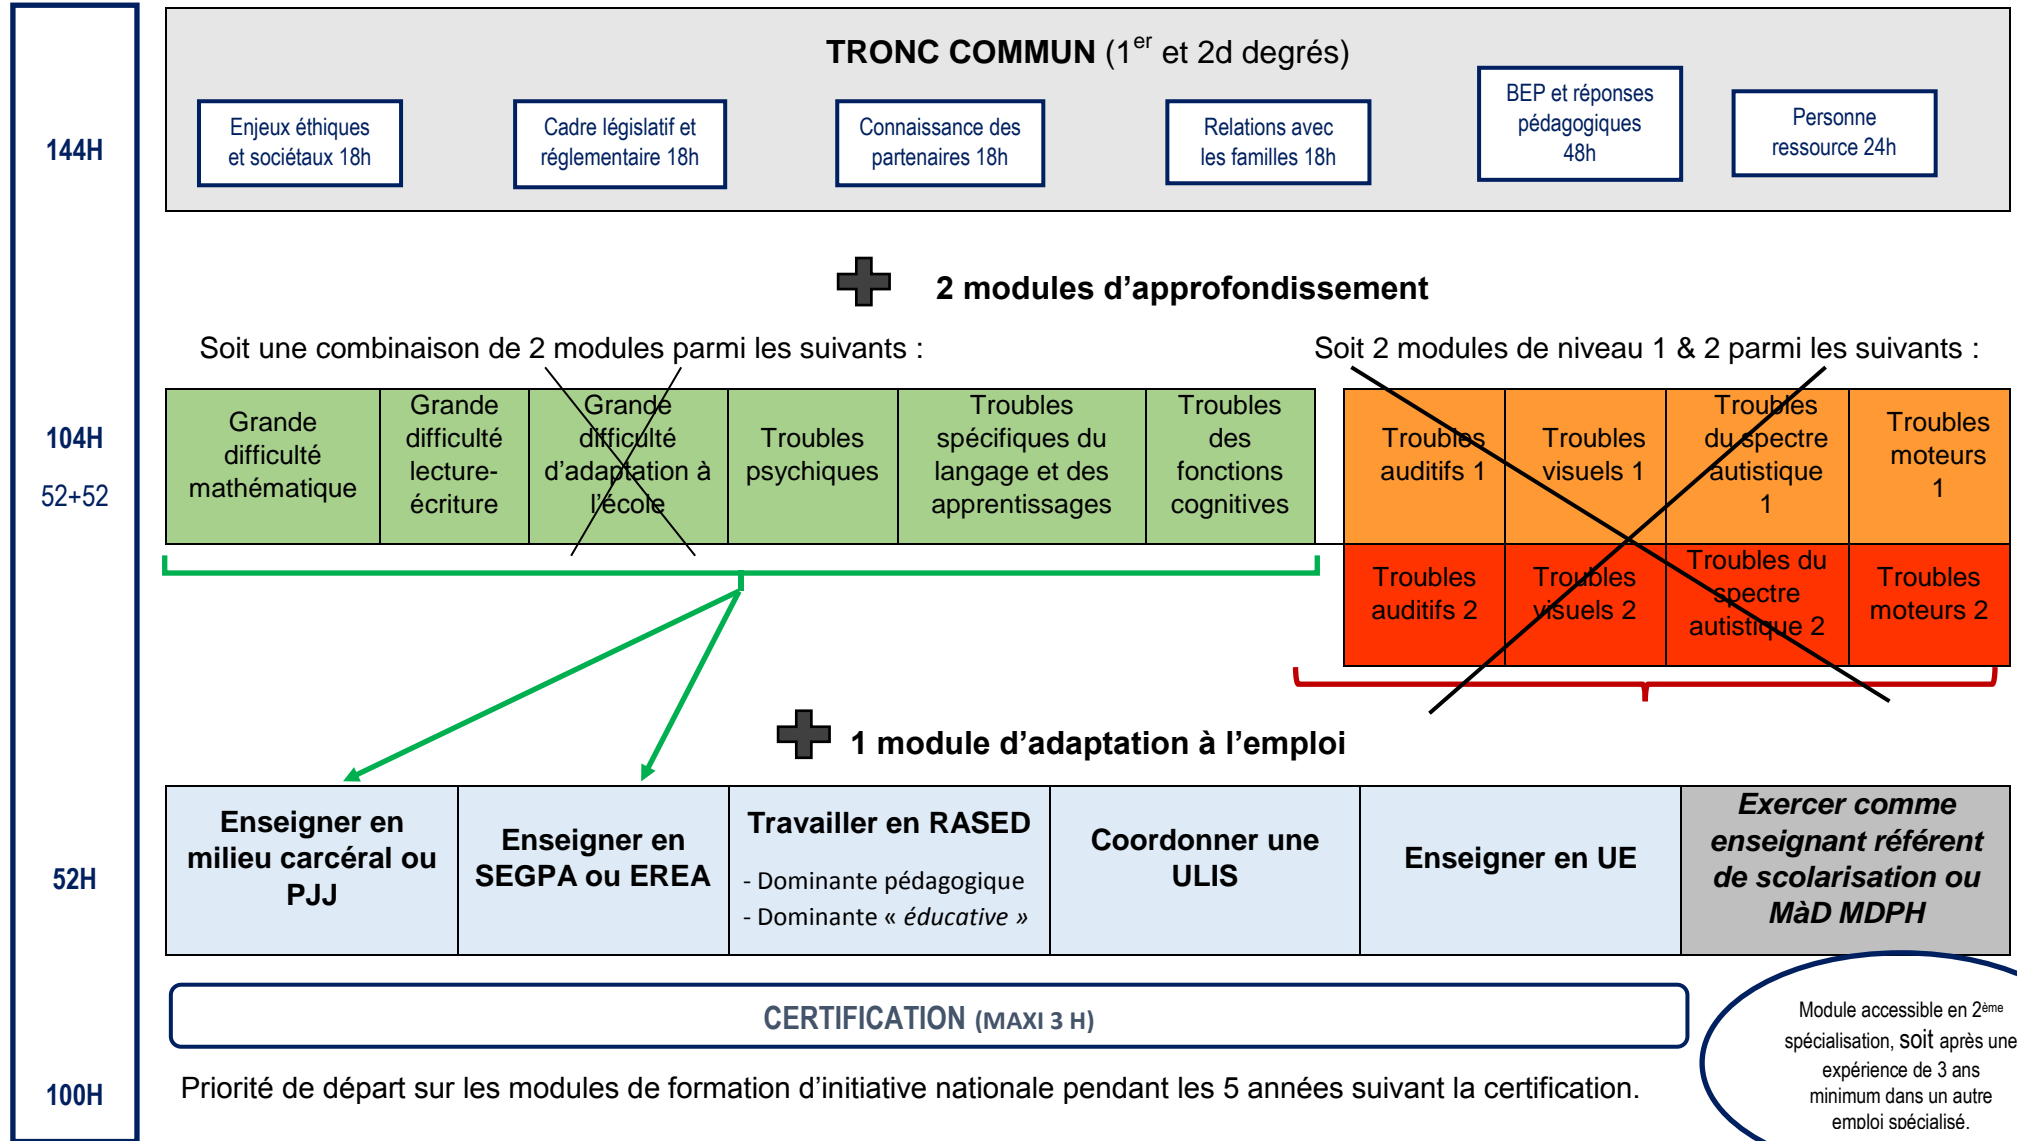 TRONC COMMUN (1er et 2d degrés)
144H
Enjeux éthiques
et sociétaux 18h
Cadre législatif et
réglementaire 18h
Connaissance des
partenaires 18h
Relations avec
les familles 18h
BEP et réponses
pédagogiques
48h
Personne
ressource 24h
2 modules d’approfondissement
Soit une combinaison de 2 modules parmi les suivants :
Soit 2 modules de niveau 1 & 2 parmi les suivants :
104H
52+52
Grande
difficulté
mathématique
Grande
difficulté
lecture-
écriture
Grande
difficulté
d’adaptation à
l’école
Troubles
psychiques
Troubles
spécifiques du
langage et des
apprentissages
Troubles
des
fonctions
cognitives
Troubles
auditifs 1
Troubles
visuels 1
Troubles
du spectre
autistique
1
Troubles
moteurs
1
Troubles
auditifs 2
Troubles
visuels 2
Troubles du
spectre
autistique 2
Troubles
moteurs 2
1 module d’adaptation à l’emploi
52H
Enseigner en
milieu carcéral ou
PJJ
Enseigner en
SEGPA ou EREA
Travailler en RASED
- Dominante pédagogique
- Dominante « éducative »
Coordonner une
ULIS
Enseigner en UE
Exercer comme
enseignant référent
de scolarisation ou
MàD MDPH
CERTIFICATION (MAXI 3 H)
Module accessible en 2ème
spécialisation, soit après une
expérience de 3 ans
minimum dans un autre
emploi spécialisé.
100H
Priorité de départ sur les modules de formation d’initiative nationale pendant les 5 années suivant la certification.